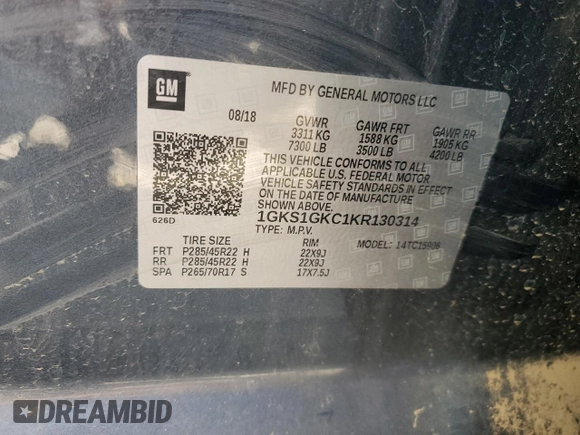 GM
MFD BY GENERAL MOTORS LLC
08/18 GVWR GAWR FRT GAWR RR
3311 KG 1588 KG 1905 KG
7300 LB 3500 LB 4200 LB
THIS VEHICLE CONFORMS TO ALL
APPLICABLE U.S. FEDERAL MOTOR
VEHICLE SAFETY STANDARDS IN EFFECT
ON THE DATE OF MANUFACTURE
SHOWN ABOVE.
626D 1GKS1GKC1KR130314
TYPE: M.P.V. MODEL: 14TC15906
TIRE SIZE RIM
FRT P285/45R22 H 22X9J
RR P285/45R22 H 22X9J
SPA P265/70R17 S 17X7.5J
DREAMBID